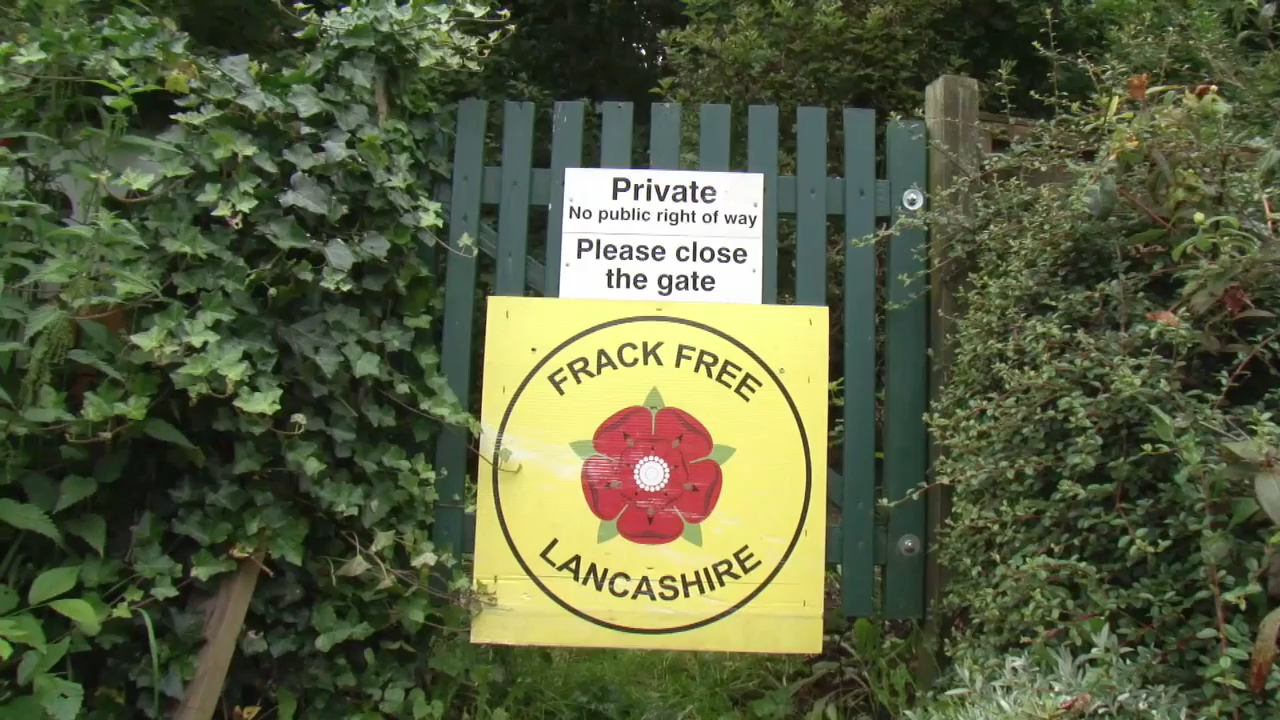 Private
No public right of way
Please close
the gate
FRACK FREE
LANCASHIRE